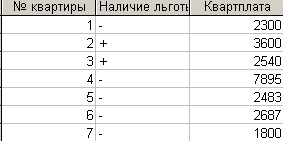 № квартиры Наличие льготы Квартплата
1 - 2300
2 + 3600
3 + 2540
4 - 7895
5 - 2483
6 - 2687
7 - 1800